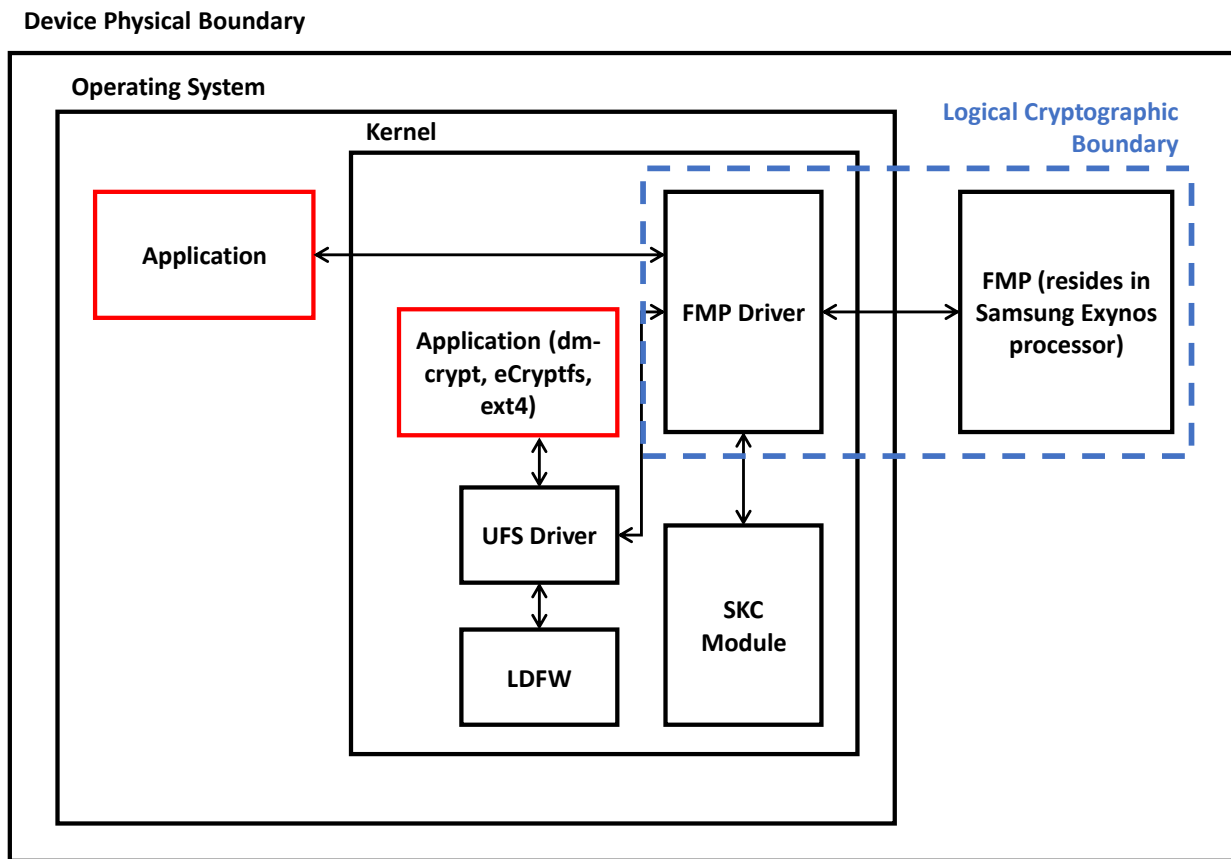 Device Physical Boundary
Operating System
Kernel
Logical Cryptographic
Boundary
Application
FMP Driver
FMP (resides in
Samsung Exynos
processor)
Application (dm-
crypt, eCryptfs,
ext4)
UFS Driver
LDFW
SKC
Module